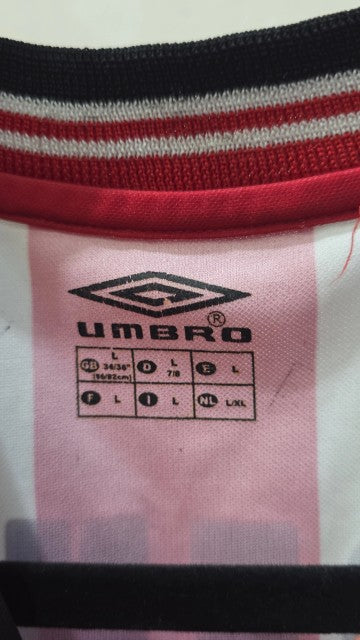 UMBRO®
GB L 34/36" (86/92cm) D L 7/8 E L
F L I L NL L/XL